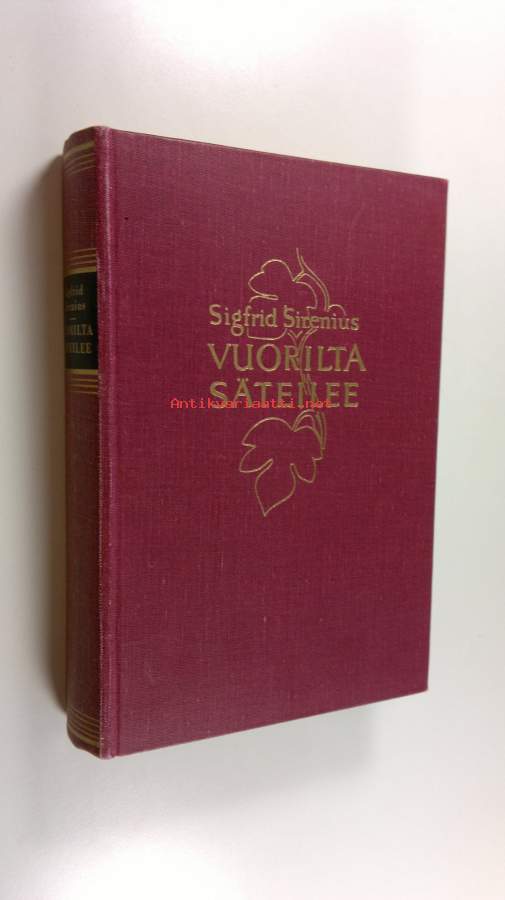 Sigfrid Sirenius
VUORILTA
SÄTEILEE
Antikvariaatti.net